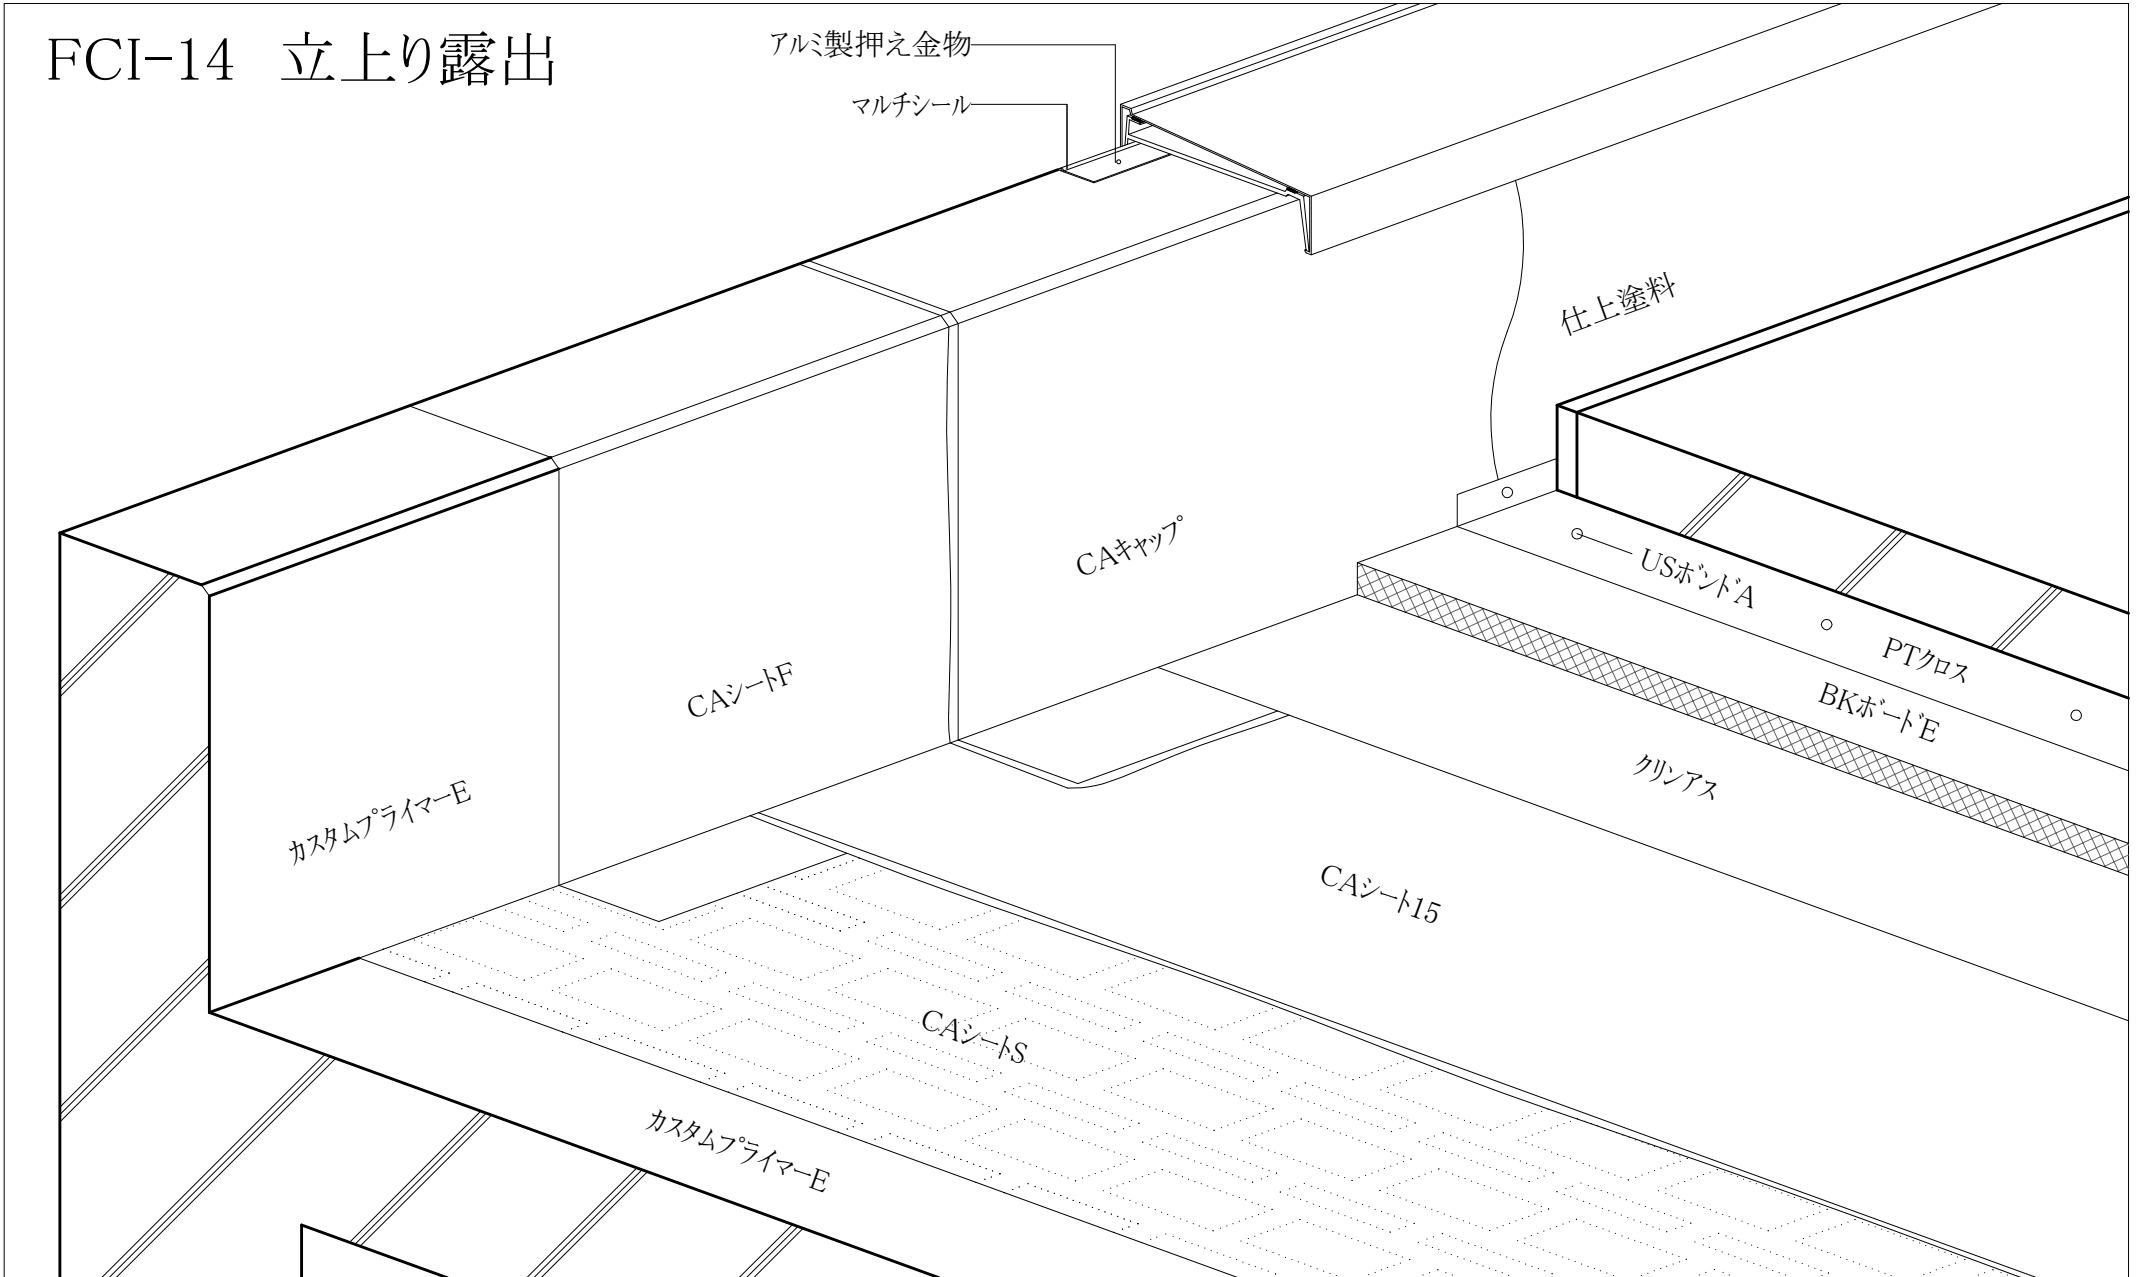 FCI-14 立上り露出
アルミ製押え金物
マルチシール
仕上塗料
CAキャップ
USボンドA
PTクロス
BKボードE
CAシートF
クリンアス
カスタムプライマーE
CAシート15
CAシートS
カスタムプライマーE